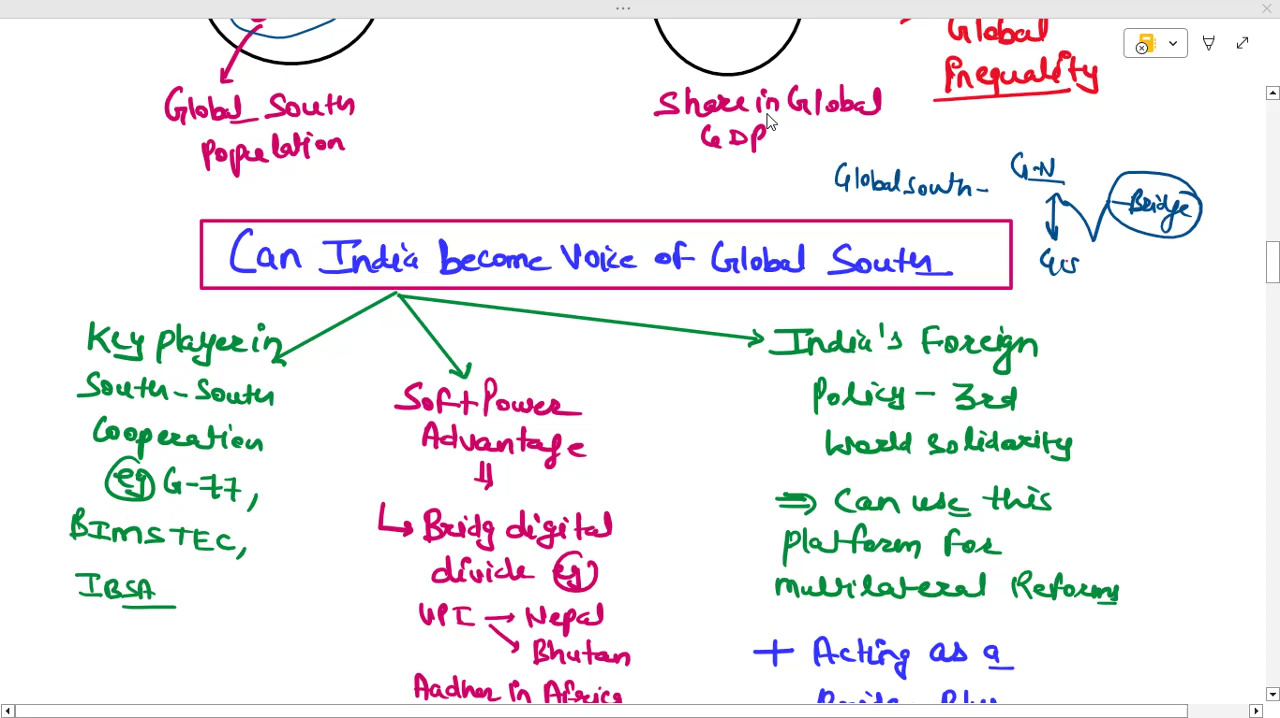 Global
Inequality
Global South
Population
Share in Global
GDP
Global south -
G-N
Bridge
G-S
Can India become Voice of Global South
Key player in
South-South
Cooperation
eg G-77,
BIMSTEC,
IBSA
Soft Power
Advantage
Bridg digital
divide eg
UPI → Nepal
Bhutan
Aadhar in Africa
India's Foreign
Policy - 3rd
World Solidarity
⇒ Can use this
platform for
multilateral Reforms
+ Acting as a